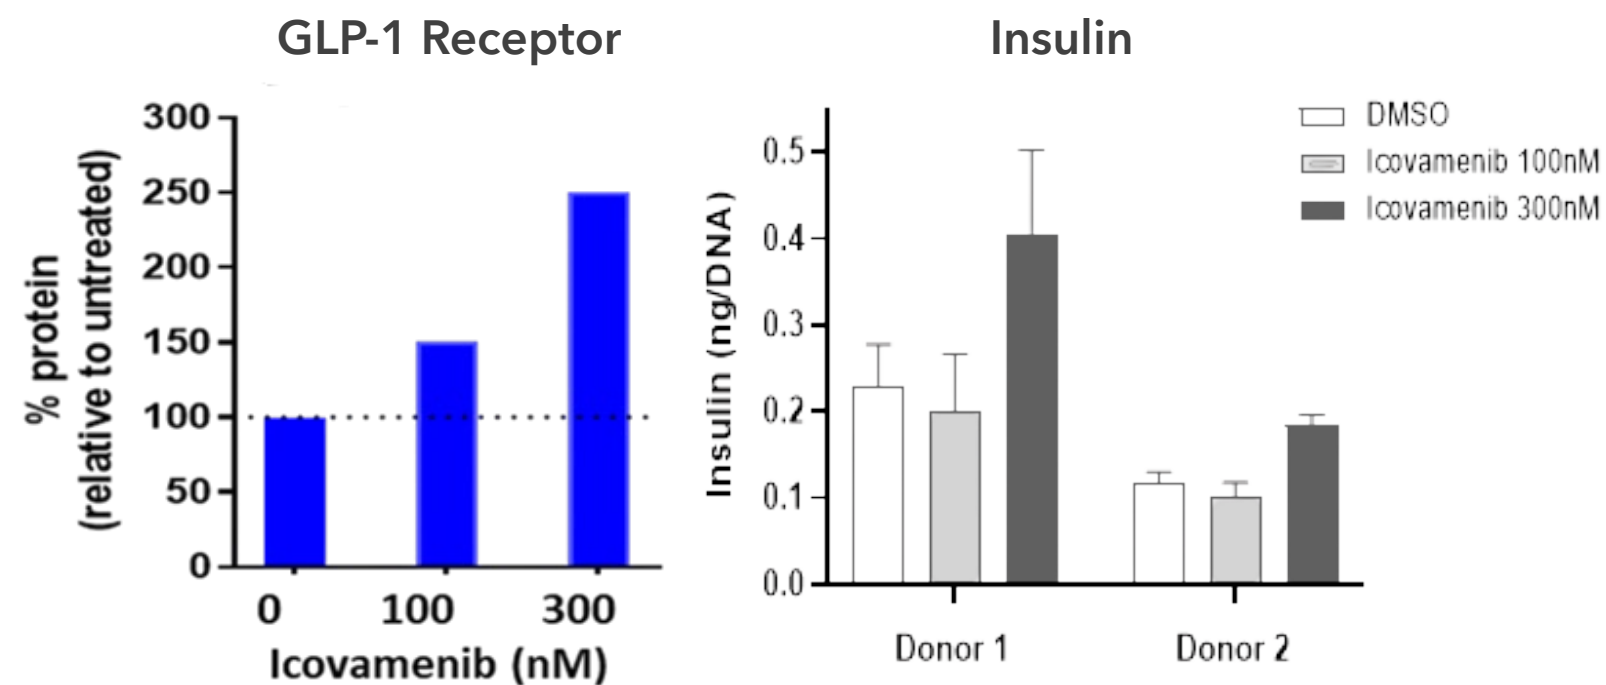 GLP-1 Receptor
% protein
(relative to untreated)
300
250
200
150
100
50
0
0 100 300
Icovamenib (nM)
Insulin
Insulin (ng/DNA)
0.5
0.4
0.3
0.2
0.1
0.0
Donor 1 Donor 2
DMSO
Icovamenib 100nM
Icovamenib 300nM